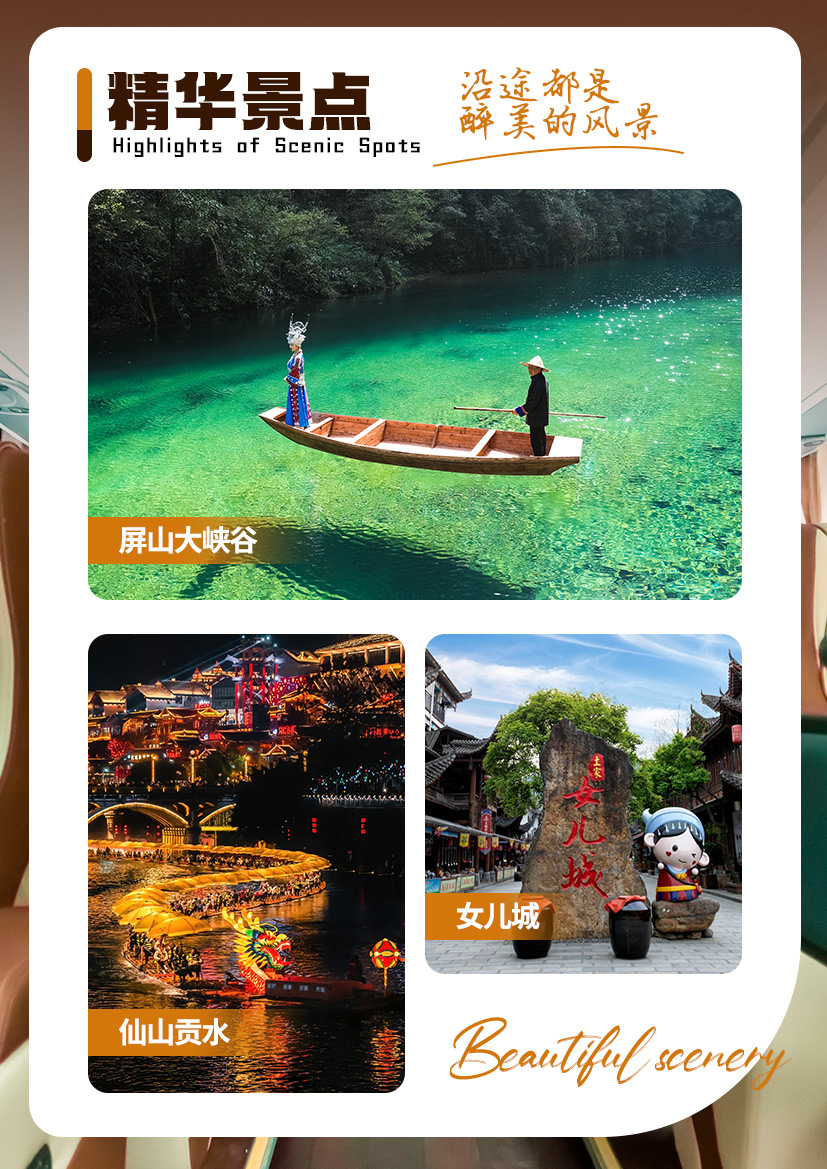 精华景点
Highlights of Scenic Spots
沿途都是
醉美的风景
屏山大峡谷
仙山贡水
土家
女儿城
女儿城
Beautiful scenery